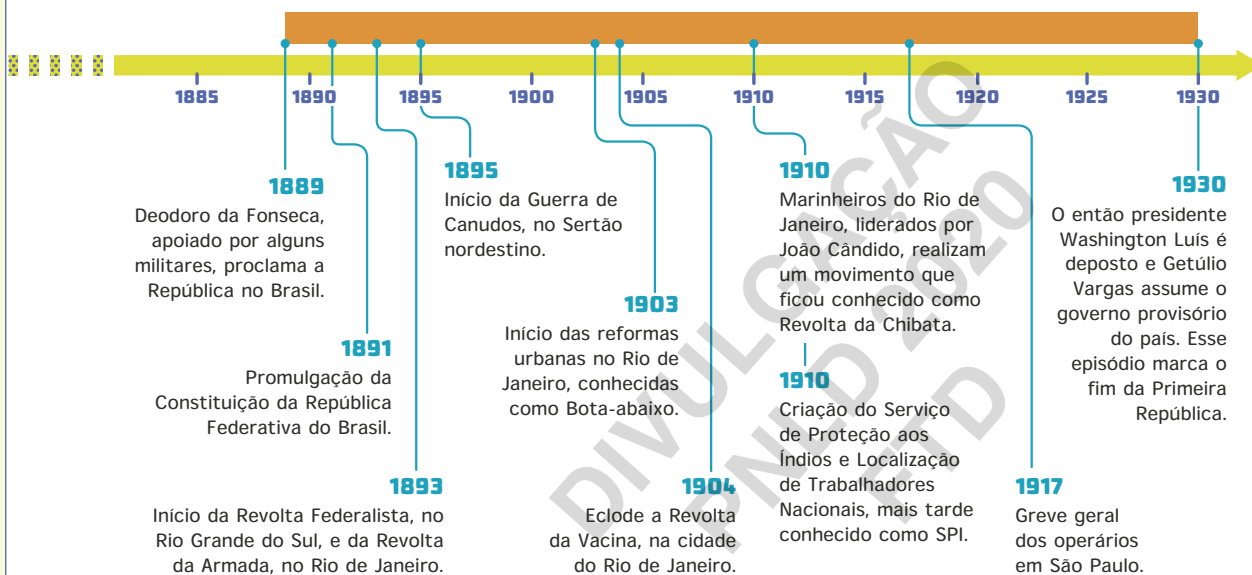 1885
1890
1895
1900
1905
1910
1915
1920
1925
1930
1889
Deodoro da Fonseca,
apoiado por alguns
militares, proclama a
República no Brasil.
1891
Promulgação da
Constituição da República
Federativa do Brasil.
1893
Início da Revolta Federalista, no
Rio Grande do Sul, e da Revolta
da Armada, no Rio de Janeiro.
1895
Início da Guerra de
Canudos, no Sertão
nordestino.
1903
Início das reformas
urbanas no Rio de
Janeiro, conhecidas
como Bota-abaixo.
1904
Eclode a Revolta
da Vacina, na cidade
do Rio de Janeiro.
1910
Marinheiros do Rio de
Janeiro, liderados por
João Cândido, realizam
um movimento que
ficou conhecido como
Revolta da Chibata.
1910
Criação do Serviço
de Proteção aos
Índios e Localização
de Trabalhadores
Nacionais, mais tarde
conhecido como SPI.
1917
Greve geral
dos operários
em São Paulo.
1930
O então presidente
Washington Luís é
deposto e Getúlio
Vargas assume o
governo provisório
do país. Esse
episódio marca o
fim da Primeira
República.
DIVULGAÇÃO
PNLD 2020
FTD